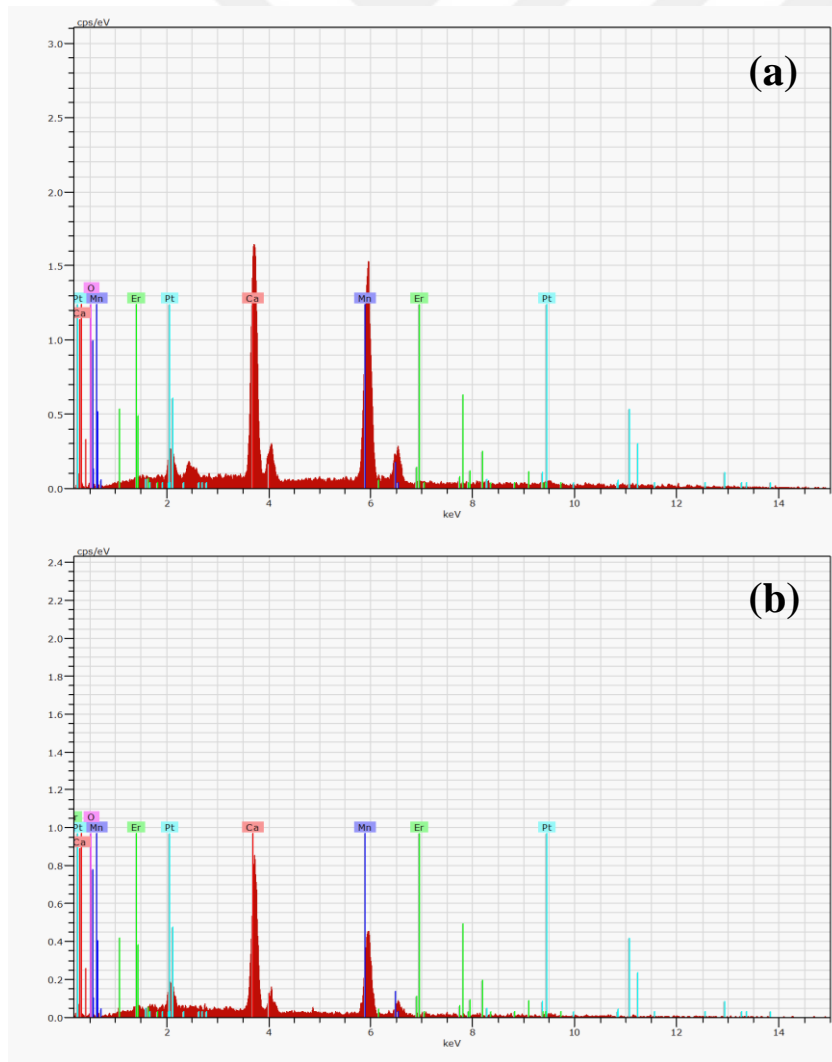 cps/eV
(a)
3.0
2.5
2.0
1.5
O
Pt Mn Er Pt Ca Mn Er Pt
Ca
1.0
0.5
0.0
2 4 6 8 10 12 14
keV
cps/eV
(b)
2.4
2.2
2.0
1.8
1.6
1.4
1.2
r O
1.0
Pt Mn Er Pt Ca Mn Er Pt
Ca
0.8
0.6
0.4
0.2
0.0
2 4 6 8 10 12 14
keV